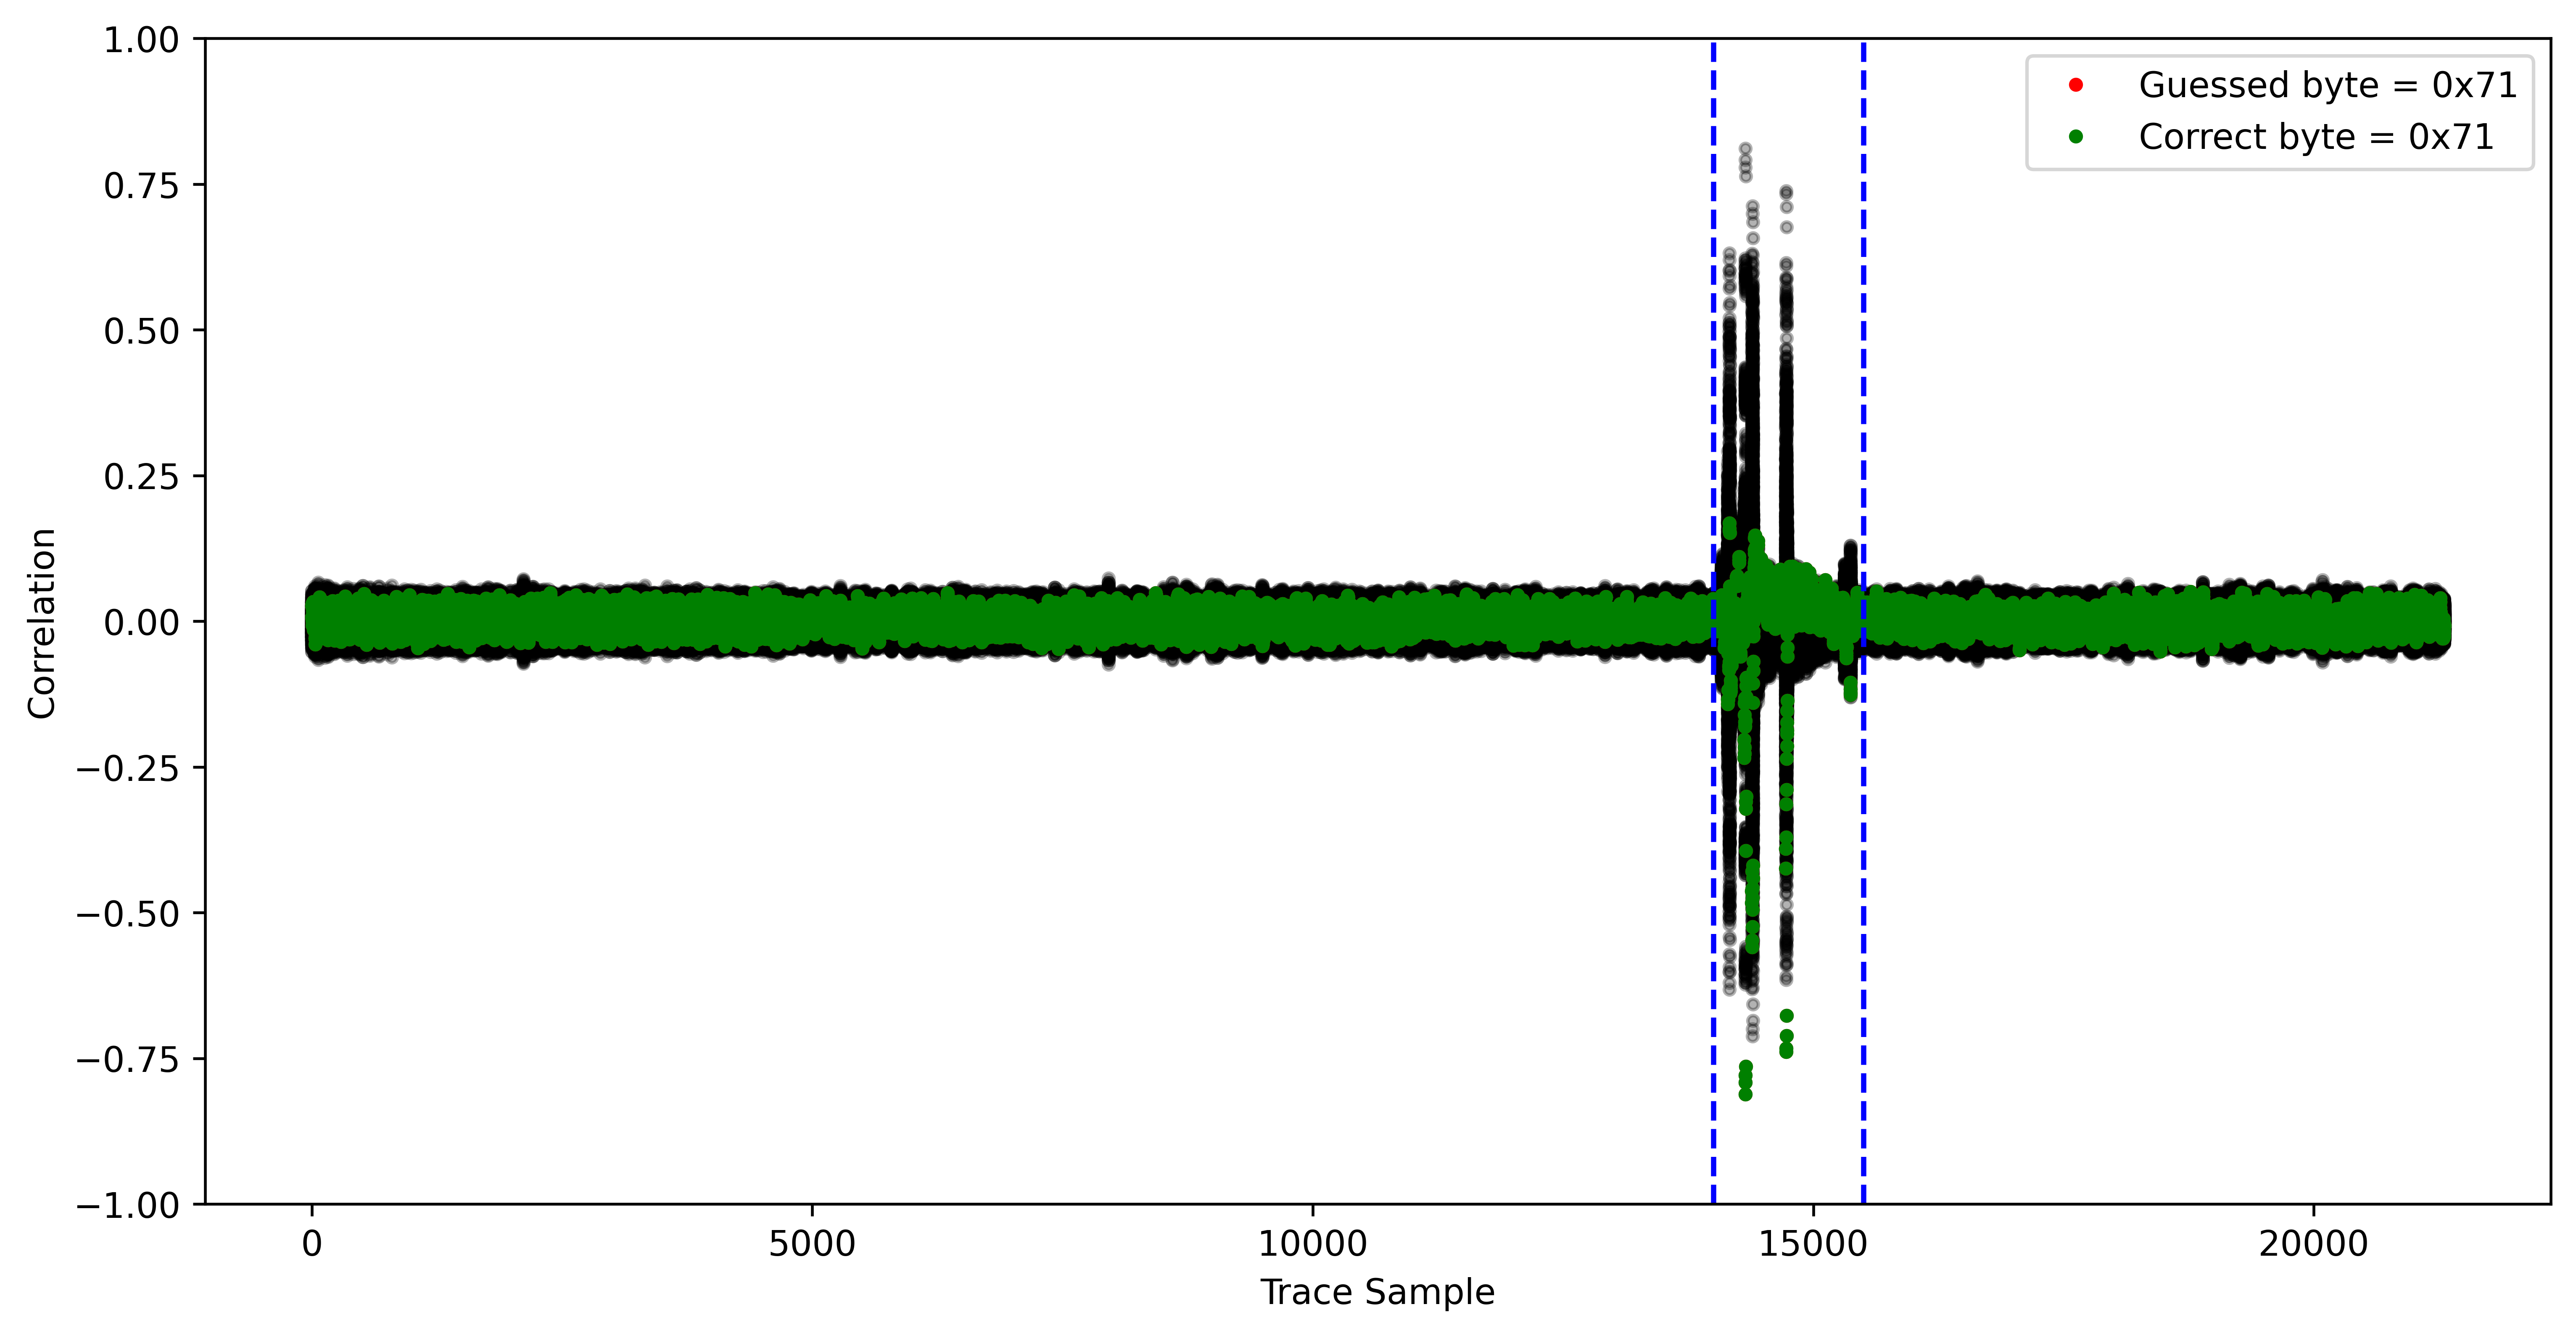 Guessed byte = 0x71
Correct byte = 0x71
1.00
0.75
0.50
0.25
0.00
−0.25
−0.50
−0.75
−1.00
Correlation
0 5000 10000 15000 20000
Trace Sample